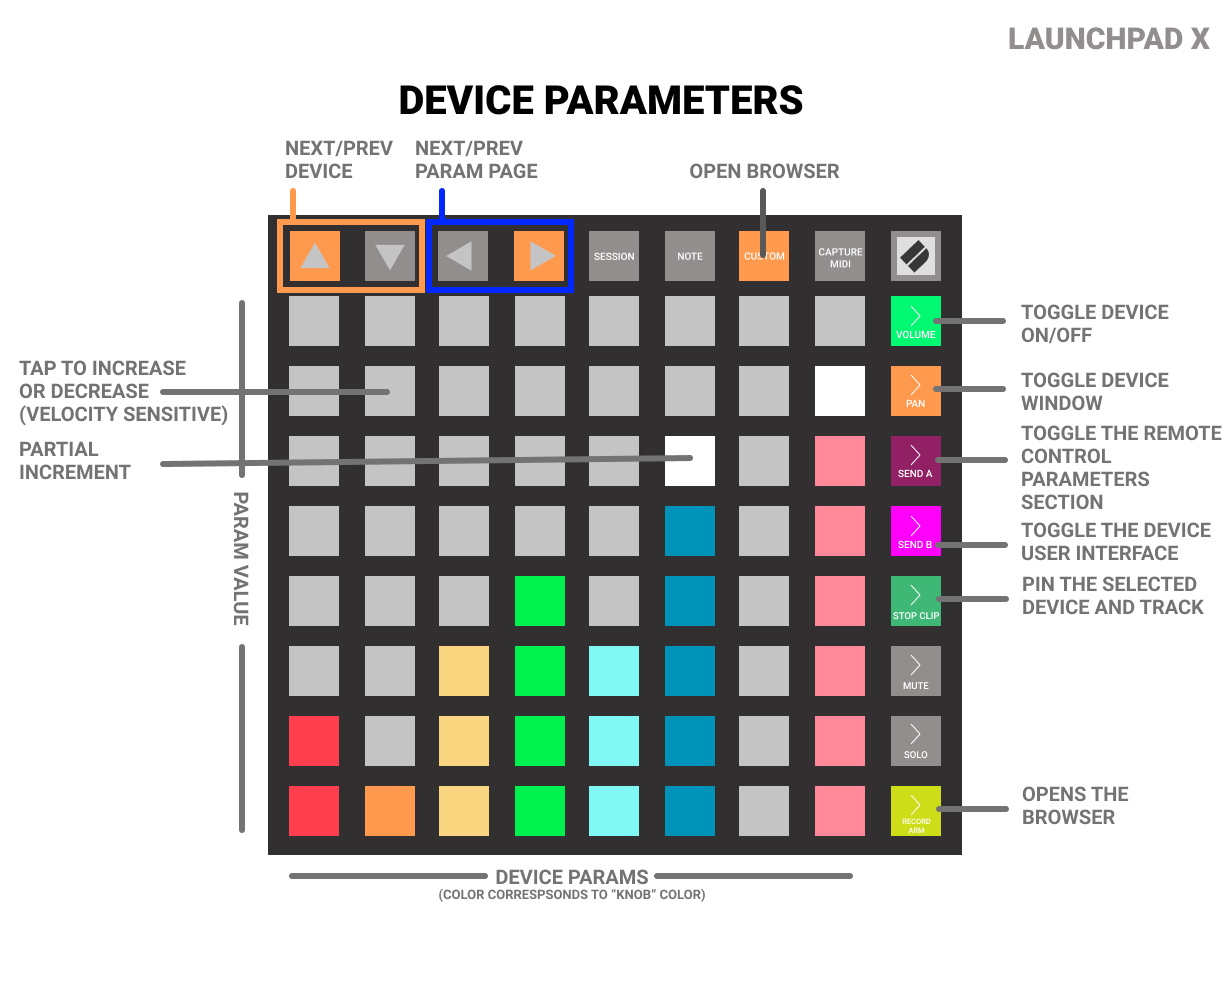 LAUNCHPAD X
DEVICE PARAMETERS
NEXT/PREV
DEVICE
NEXT/PREV
PARAM PAGE
OPEN BROWSER
SESSION
NOTE
CUSTOM
CAPTURE
MIDI
VOLUME
TOGGLE DEVICE
ON/OFF
TAP TO INCREASE
OR DECREASE
(VELOCITY SENSITIVE)
PAN
TOGGLE DEVICE
WINDOW
PARTIAL
INCREMENT
SEND A
TOGGLE THE REMOTE
CONTROL
PARAMETERS
SECTION
PARAM VALUE
SEND B
TOGGLE THE DEVICE
USER INTERFACE
STOP CLIP
PIN THE SELECTED
DEVICE AND TRACK
MUTE
SOLO
RECORD
ARM
OPENS THE
BROWSER
DEVICE PARAMS
(COLOR CORRESPSONDS TO “KNOB” COLOR)